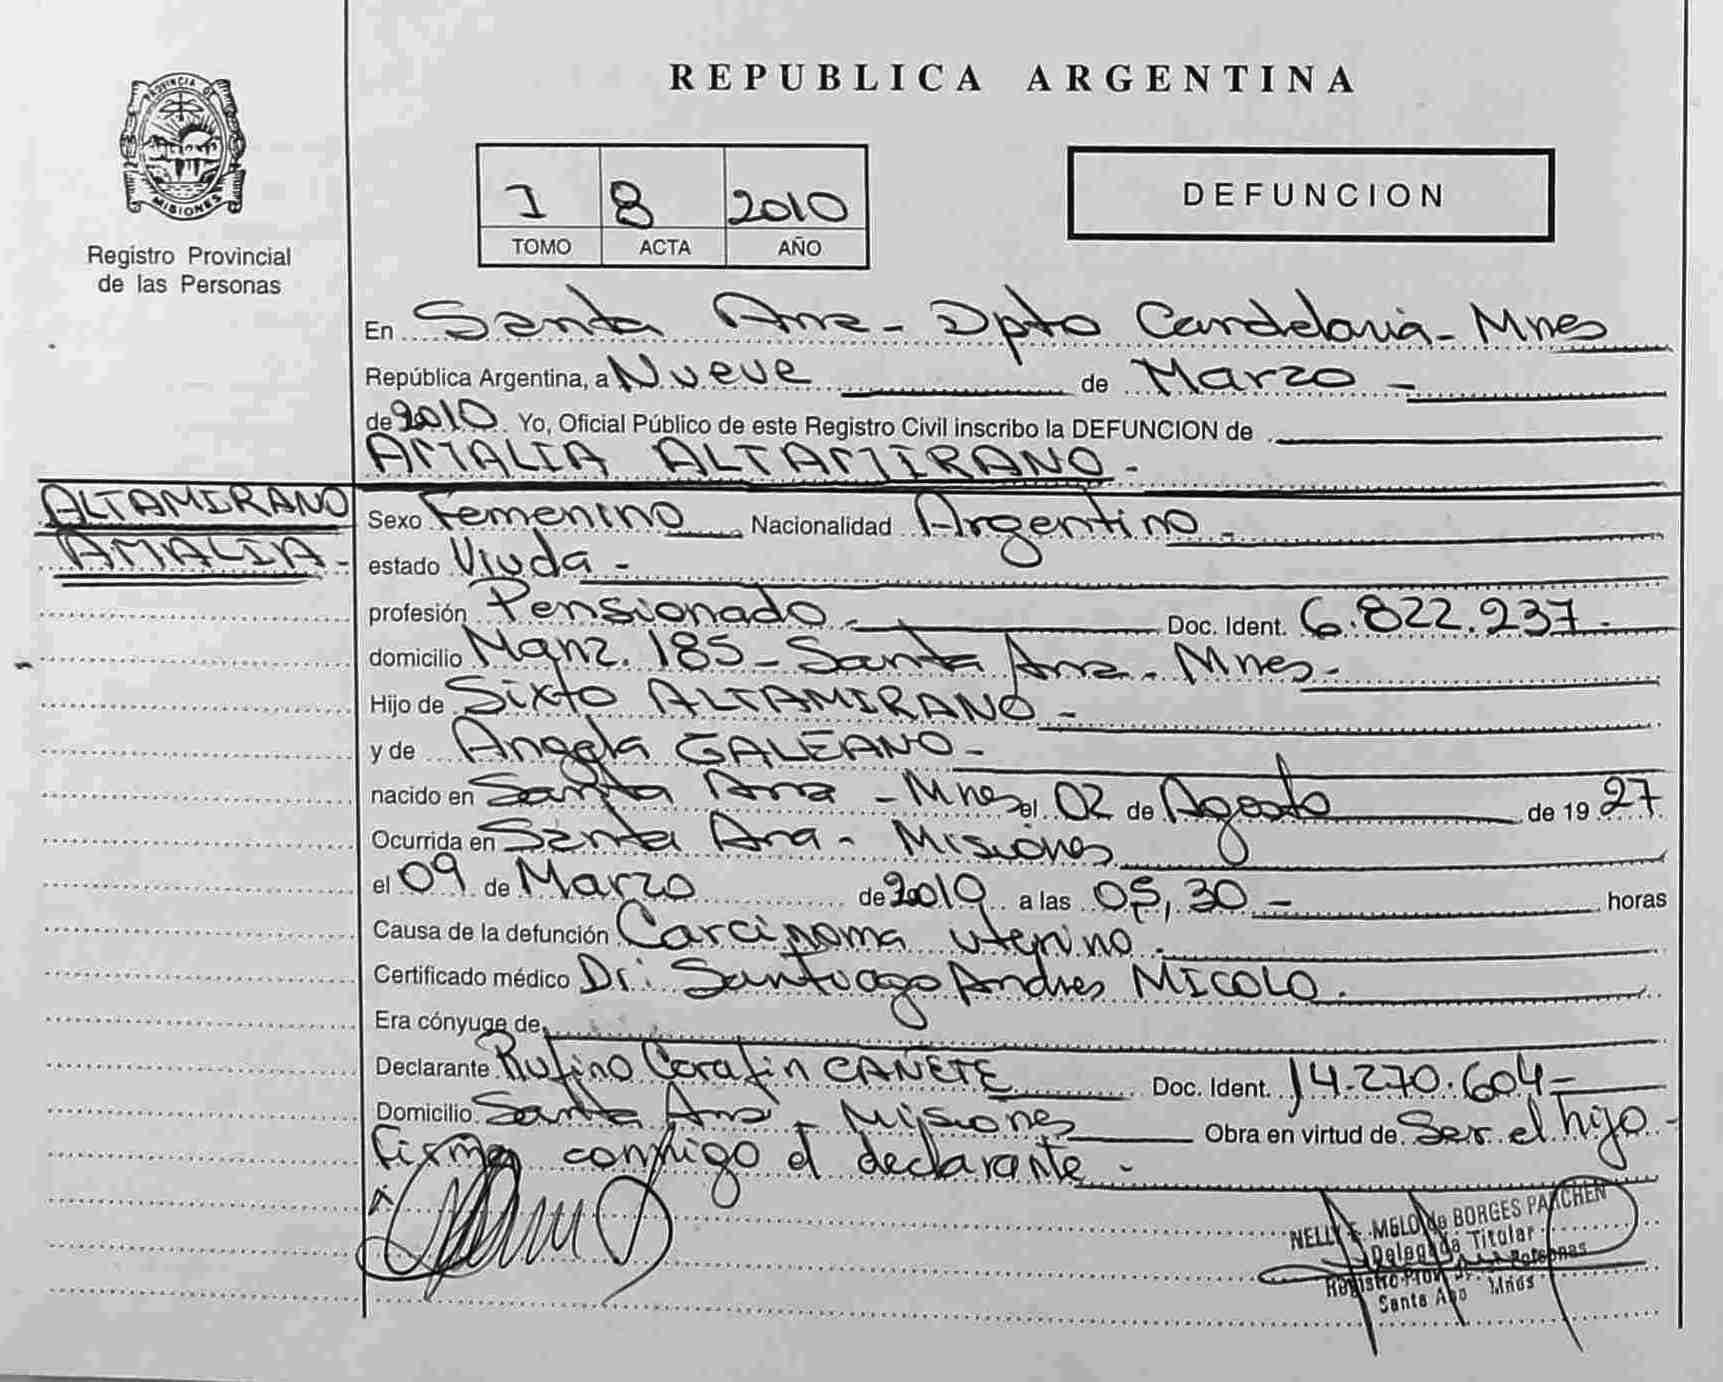 REPUBLICA ARGENTINA
PROVINCIA DE MISIONES
Registro Provincial
de las Personas
I 8 2010
TOMO ACTA AÑO
DEFUNCION
En Santa Ana - Dpto Candelaria - Mnes
República Argentina, a Nueve de Marzo -
de 2010. Yo, Oficial Público de este Registro Civil inscribo la DEFUNCION de
AMALIA ALTAMIRANO -
ALTAMIRANO
AMALIA -
Sexo Femenino Nacionalidad Argentino -
estado Viuda -
profesión Pensionado - Doc. Ident. 6.822.237 -
domicilio Manz. 185 - Santa Ana - Mnes -
Hijo de Sixto ALTAMIRANO -
y de Angela GALEANO -
nacido en Santa Ana - Mnes el 02 de Agosto de 19 27
Ocurrida en Santa Ana - Misiones
el 09 de Marzo de 2010 a las 05,30 - horas
Causa de la defunción Carcinoma uterino -
Certificado médico Dr: Santiago Andres MICOLO.
Era cónyuge de
Declarante Rufino Cerafin CAÑETE Doc. Ident. 14.270.604 -
Domicilio Santa Ana - Misiones Obra en virtud de Ser el hijo -
Firma conmigo el declarante -
NELLY E. MELO de BORGES PARCHEN
Delegada Titular
Registro Prov. de las Personas
Santa Ana Mnes